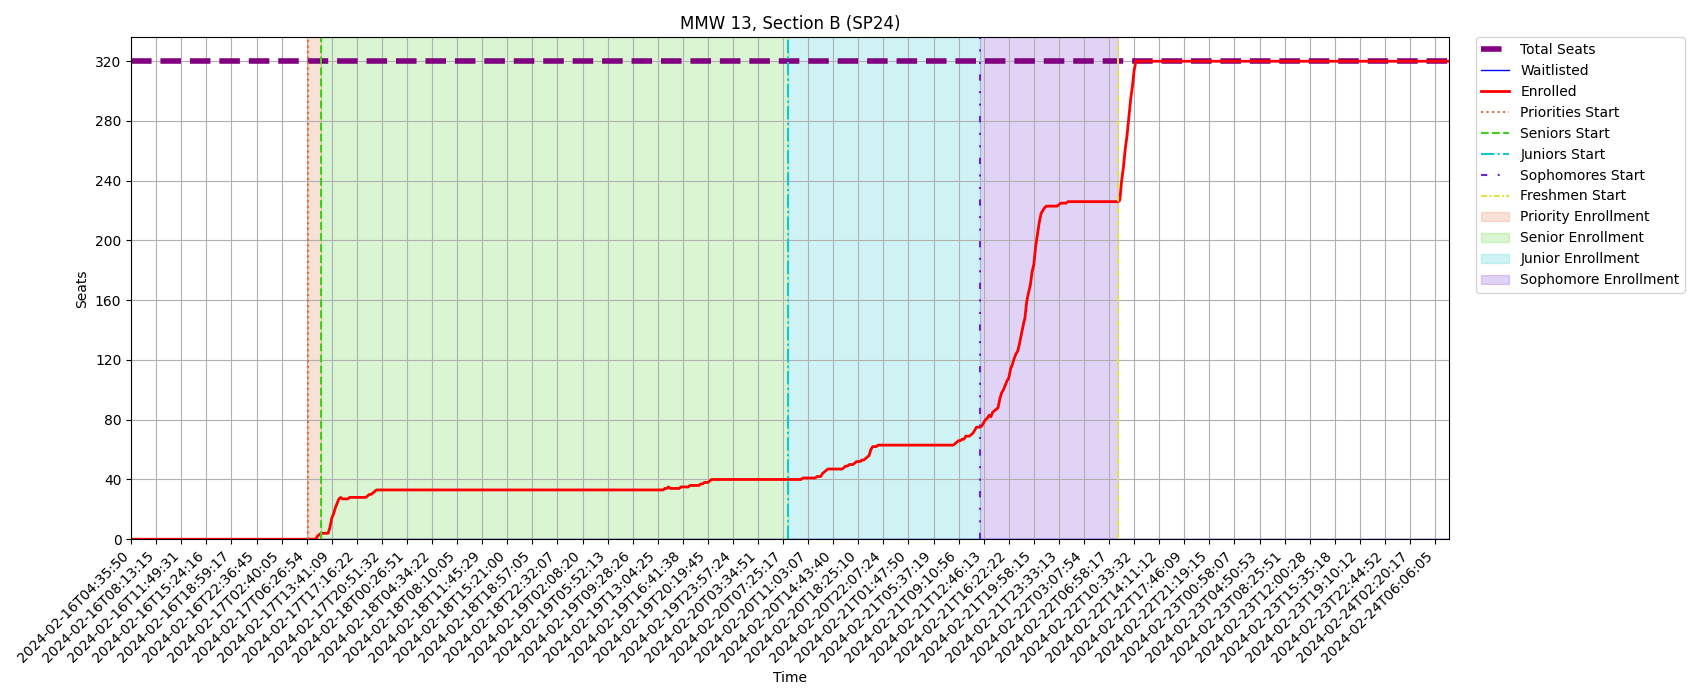 MMW 13, Section B (SP24)
Total Seats
Waitlisted
Enrolled
Priorities Start
Seniors Start
Juniors Start
Sophomores Start
Freshmen Start
Priority Enrollment
Senior Enrollment
Junior Enrollment
Sophomore Enrollment
Seats
320
280
240
200
160
120
80
40
0
2024-02-16T04:35:50
2024-02-16T08:13:15
2024-02-16T11:49:31
2024-02-16T15:24:16
2024-02-16T18:59:17
2024-02-16T22:36:45
2024-02-17T02:40:05
2024-02-17T06:26:54
2024-02-17T13:41:09
2024-02-17T17:16:22
2024-02-17T20:51:32
2024-02-18T00:26:51
2024-02-18T04:34:22
2024-02-18T08:10:05
2024-02-18T11:45:29
2024-02-18T15:21:00
2024-02-18T18:57:05
2024-02-18T22:32:07
2024-02-19T02:08:20
2024-02-19T05:52:13
2024-02-19T09:28:26
2024-02-19T13:04:25
2024-02-19T16:41:38
2024-02-19T20:19:45
2024-02-19T23:57:24
2024-02-20T03:34:51
2024-02-20T07:25:17
2024-02-20T11:03:07
2024-02-20T14:43:40
2024-02-20T18:25:10
2024-02-20T22:07:24
2024-02-21T01:47:50
2024-02-21T05:37:19
2024-02-21T09:10:56
2024-02-21T12:46:13
2024-02-21T16:22:22
2024-02-21T19:58:15
2024-02-21T23:33:13
2024-02-22T03:07:54
2024-02-22T06:58:17
2024-02-22T10:33:32
2024-02-22T14:11:12
2024-02-22T17:46:09
2024-02-22T21:19:15
2024-02-23T00:58:07
2024-02-23T04:50:53
2024-02-23T08:25:51
2024-02-23T12:00:28
2024-02-23T15:35:18
2024-02-23T19:10:12
2024-02-23T22:44:52
2024-02-24T02:20:17
2024-02-24T06:06:05
Time